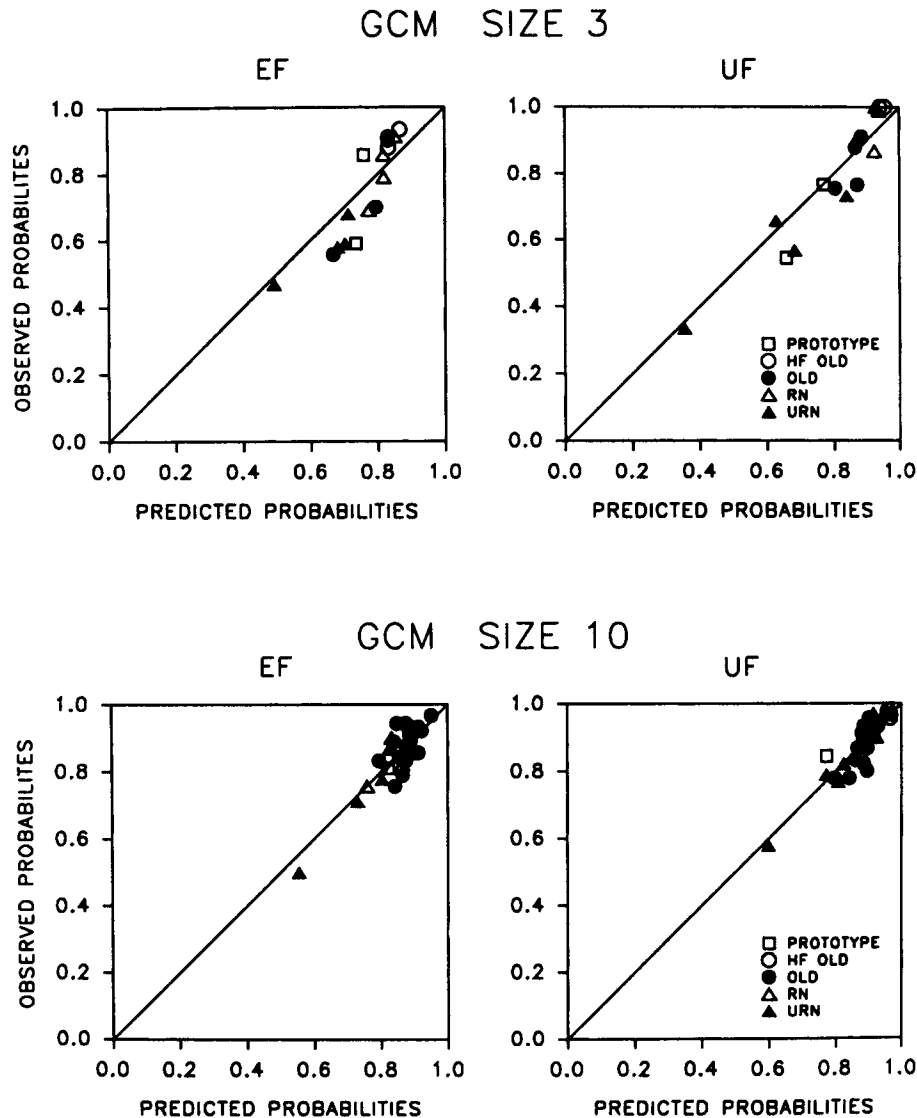 GCM SIZE 3
EF
UF
OBSERVED PROBABILITES
1.0
0.8
0.6
0.4
0.2
0.0
0.0 0.2 0.4 0.6 0.8 1.0
PREDICTED PROBABILITIES
1.0
0.8
0.6
0.4
0.2
0.0
PROTOTYPE
HF OLD
OLD
RN
URN
0.0 0.2 0.4 0.6 0.8 1.0
PREDICTED PROBABILITIES
GCM SIZE 10
EF
UF
OBSERVED PROBABILITES
1.0
0.8
0.6
0.4
0.2
0.0
0.0 0.2 0.4 0.6 0.8 1.0
PREDICTED PROBABILITIES
1.0
0.8
0.6
0.4
0.2
0.0
PROTOTYPE
HF OLD
OLD
RN
URN
0.0 0.2 0.4 0.6 0.8 1.0
PREDICTED PROBABILITIES